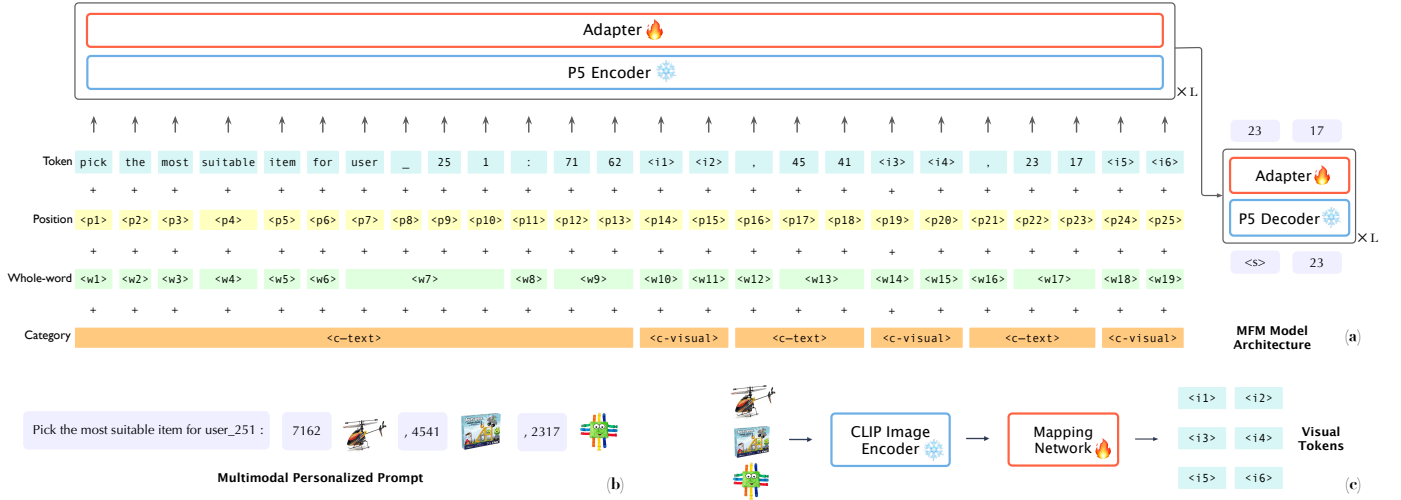 Adapter
P5 Encoder
× L
Token pick the most suitable item for user _ 25 1 : 71 62 <i1> <i2> , 45 41 <i3> <i4> , 23 17 <i5> <i6>
+ + + + + + + + + + + + + + + + + + + + + + + + +
Position <p1> <p2> <p3> <p4> <p5> <p6> <p7> <p8> <p9> <p10> <p11> <p12> <p13> <p14> <p15> <p16> <p17> <p18> <p19> <p20> <p21> <p22> <p23> <p24> <p25>
+ + + + + + + + + + + + + + + + + + + + + + + + +
Whole-word <w1> <w2> <w3> <w4> <w5> <w6> <w7> <w8> <w9> <w10> <w11> <w12> <w13> <w14> <w15> <w16> <w17> <w18> <w19>
+ + + + + + + + + + + + + + + + + + + + + + + + +
Category <c—text> <c-visual> <c—text> <c-visual> <c—text> <c-visual>
23 17
Adapter
P5 Decoder
× L
<s> 23
MFM Model
Architecture
(a)
Pick the most suitable item for user_251 : 7162 , 4541 , 2317
Multimodal Personalized Prompt
(b)
CLIP Image
Encoder
Mapping
Network
<i1> <i2>
<i3> <i4>
<i5> <i6>
Visual
Tokens
(c)